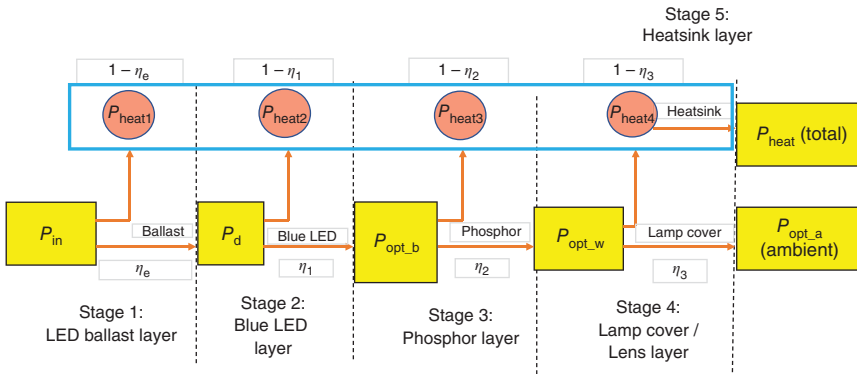 Stage 5:
Heatsink layer
1 − ηe
1 − η1
1 − η2
1 − η3
Pheat1
Pheat2
Pheat3
Pheat4
Heatsink
Pheat (total)
Pin
Ballast
ηe
Pd
Blue LED
η1
Popt_b
Phosphor
η2
Popt_w
Lamp cover
η3
Popt_a
(ambient)
Stage 1:
LED ballast layer
Stage 2:
Blue LED
layer
Stage 3:
Phosphor layer
Stage 4:
Lamp cover /
Lens layer